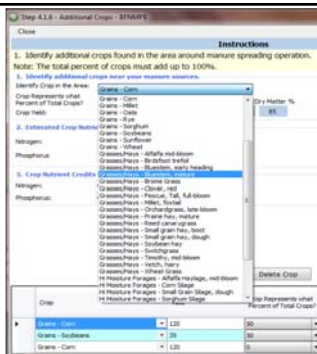 Step 4.1.6 - Additional Crops - BFNMPS
Close
Instructions
1. Identify additional crops found in the area around manure spreading operation.
Note: The total percent of crops must add up to 100%.
1. Identify additional crops near your manure sources.
Identify Crop in the Area:
Grains - Corn
Crop Represents what
Percent of Total Crops?
Dry Matter %
Crop Yield:
85
Grains - Corn
Grains - Millet
Grains - Oats
Grains - Rye
Grains - Sorghum
Grains - Soybeans
Grains - Sunflower
Grains - Wheat
Grasses/Hays - Alfalfa mid-bloom
Grasses/Hays - Birdsfoot trefoil
Grasses/Hays - Bluestem, early heading
Grasses/Hays - Bluestem, mature
Grasses/Hays - Brome Grass
Grasses/Hays - Clover, red
Grasses/Hays - Fescue, Tall, full-bloom
Grasses/Hays - Millet, foxtail
Grasses/Hays - Orchardgrass, late-bloom
Grasses/Hays - Prairie hay, mature
Grasses/Hays - Reed canarygrass
Grasses/Hays - Small grain hay, boot
Grasses/Hays - Small grain hay, dough
Grasses/Hays - Soybean hay
Grasses/Hays - Switchgrass
Grasses/Hays - Timothy, mid-bloom
Grasses/Hays - Vetch, hairy
Grasses/Hays - Wheat Grass
Hi Moisture Forages - Alfalfa Haylage, mid-bloom
Hi Moisture Forages - Corn Silage
Hi Moisture Forages - Small Grain Silage, dough
Hi Moisture Forages - Sorghum Silage
2. Estimated Crop Nutrie
Nitrogen:
Phosphorus
3. Crop Nutrient Credits
Nitrogen:
Phosphorus:
Delete Crop
Crop
Crop Represents what
Percent of Total Crops?
Grains - Corn 120 50
Grains - Soybeans 35 50
Grains - Corn 120 0